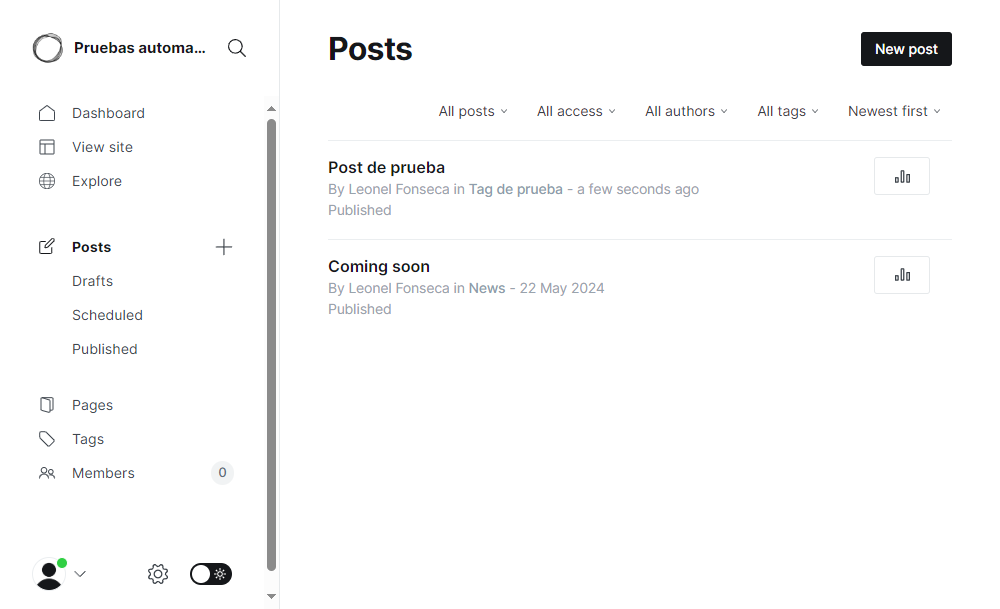 Pruebas automa...
Dashboard
View site
Explore
Posts
Drafts
Scheduled
Published
Pages
Tags
Members 0
Posts
New post
All posts All access All authors All tags Newest first
Post de prueba
By Leonel Fonseca in Tag de prueba - a few seconds ago
Published
Coming soon
By Leonel Fonseca in News - 22 May 2024
Published